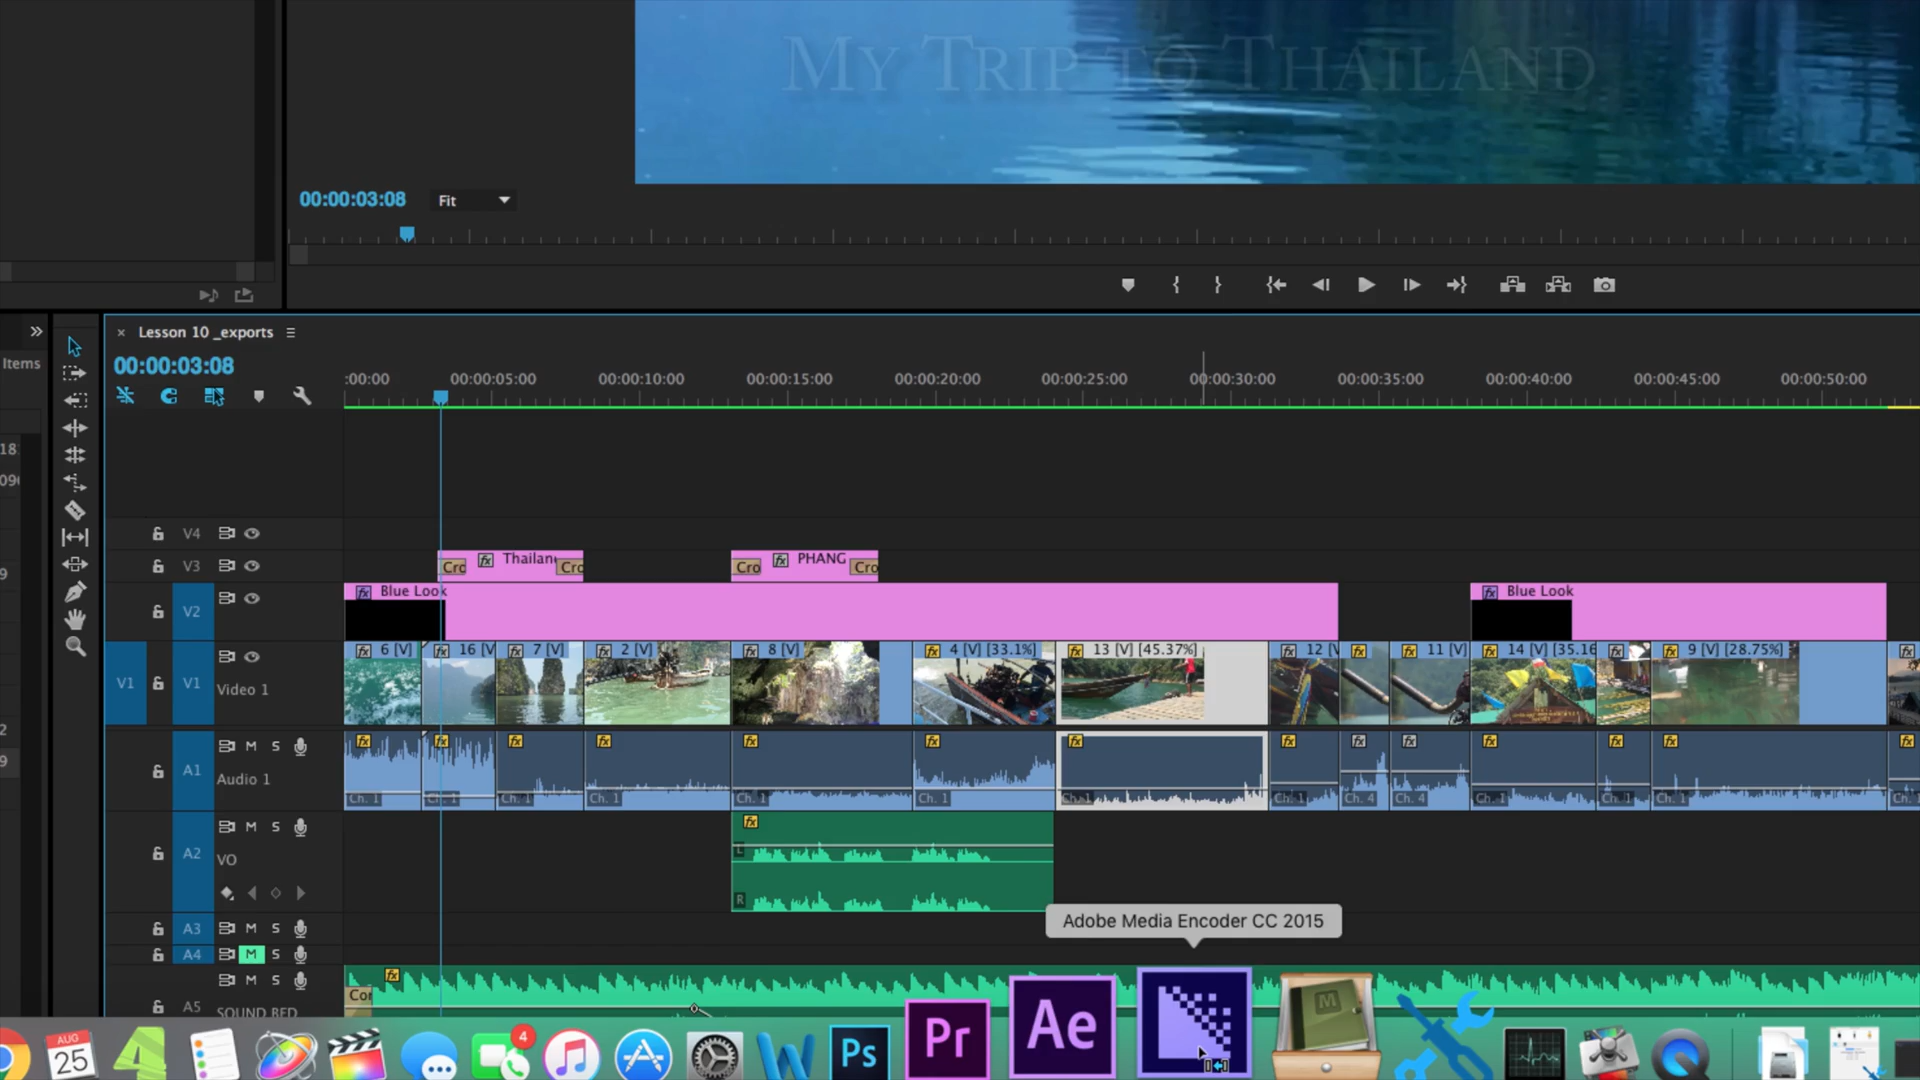 MY TRIP TO THAILAND
00:00:03:08
Fit
Lesson 10 _exports
Items
00:00:03:08
:00:00
00:00:05:00
00:00:10:00
00:00:15:00
00:00:20:00
00:00:25:00
00:00:30:00
00:00:35:00
00:00:40:00
00:00:45:00
00:00:50:00
V4
V3
Cro
fx
Thailan
Cro
Cro
fx
PHANG
Cro
V2
fx
Blue Look
fx
Blue Look
V1
V1
Video 1
6 [V]
16 [V]
7 [V]
2 [V]
8 [V]
4 [V] [33.1%]
13 [V] [45.37%]
12 [V
11 [V]
14 [V] [35.16
9 [V] [28.75%]
A1
M
S
Audio 1
Ch. 1
Ch. 1
Ch. 1
Ch. 1
Ch. 1
Ch. 1
Ch. 1
Ch. 1
Ch. 4
Ch. 4
Ch. 1
Ch. 1
Ch. 1
Ch. 1
A2
M
S
VO
L
R
A3
M
S
A4
M
S
M
S
A5
SOUND BED
Adobe Media Encoder CC 2015
AUG
25
4
Ps
Pr
Ae
M